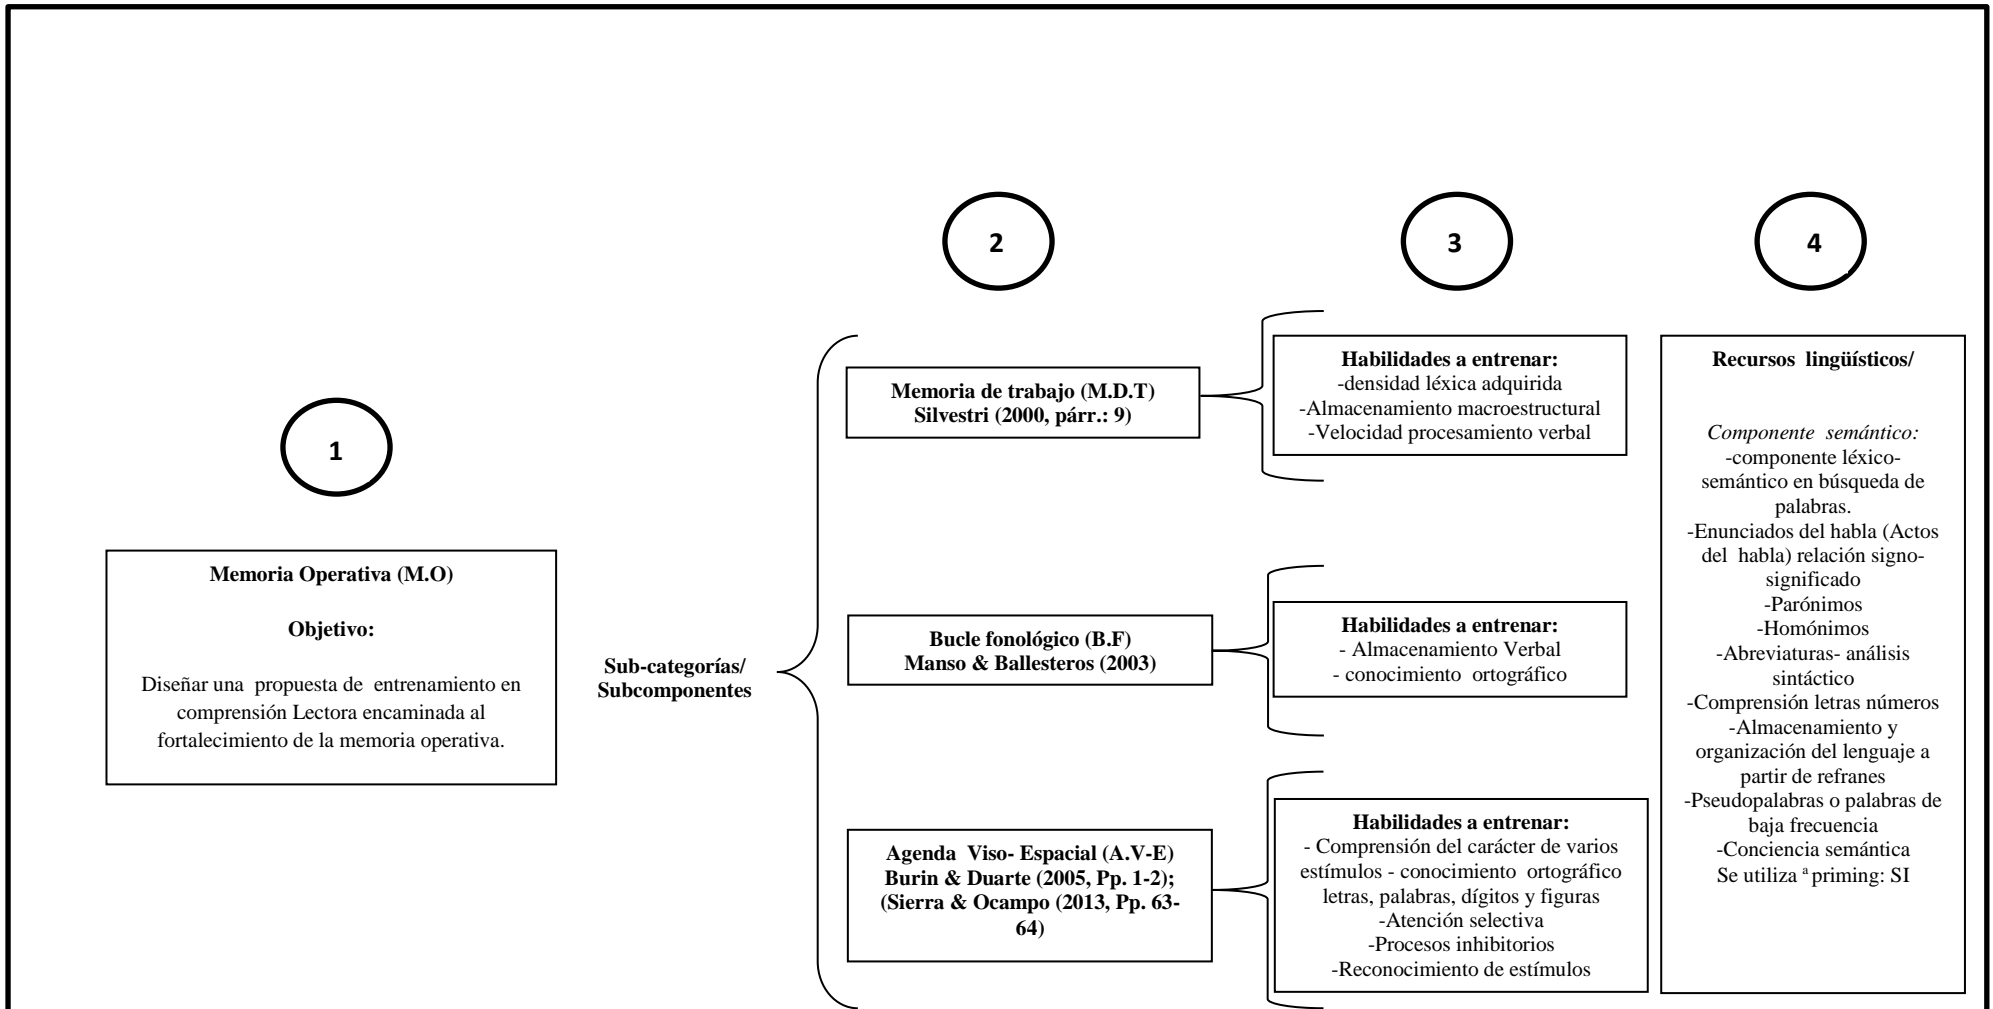 1
Memoria Operativa (M.O)
Objetivo:
Diseñar una propuesta de entrenamiento en
comprensión Lectora encaminada al
fortalecimiento de la memoria operativa.
Sub-categorías/
Subcomponentes
2
Memoria de trabajo (M.D.T)
Silvestri (2000, párr.: 9)
Bucle fonológico (B.F)
Manso & Ballesteros (2003)
Agenda Viso- Espacial (A.V-E)
Burin & Duarte (2005, Pp. 1-2);
(Sierra & Ocampo (2013, Pp. 63-
64)
3
Habilidades a entrenar:
-densidad léxica adquirida
-Almacenamiento macroestructural
-Velocidad procesamiento verbal
Habilidades a entrenar:
- Almacenamiento Verbal
- conocimiento ortográfico
Habilidades a entrenar:
- Comprensión del carácter de varios
estímulos - conocimiento ortográfico
letras, palabras, dígitos y figuras
-Atención selectiva
-Procesos inhibitorios
-Reconocimiento de estímulos
4
Recursos lingüísticos/
Componente semántico:
-componente léxico-
semántico en búsqueda de
palabras.
-Enunciados del habla (Actos
del habla) relación signo-
significado
-Parónimos
-Homónimos
-Abreviaturas- análisis
sintáctico
-Comprensión letras números
-Almacenamiento y
organización del lenguaje a
partir de refranes
-Pseudopalabras o palabras de
baja frecuencia
-Conciencia semántica
Se utiliza ª priming: SI